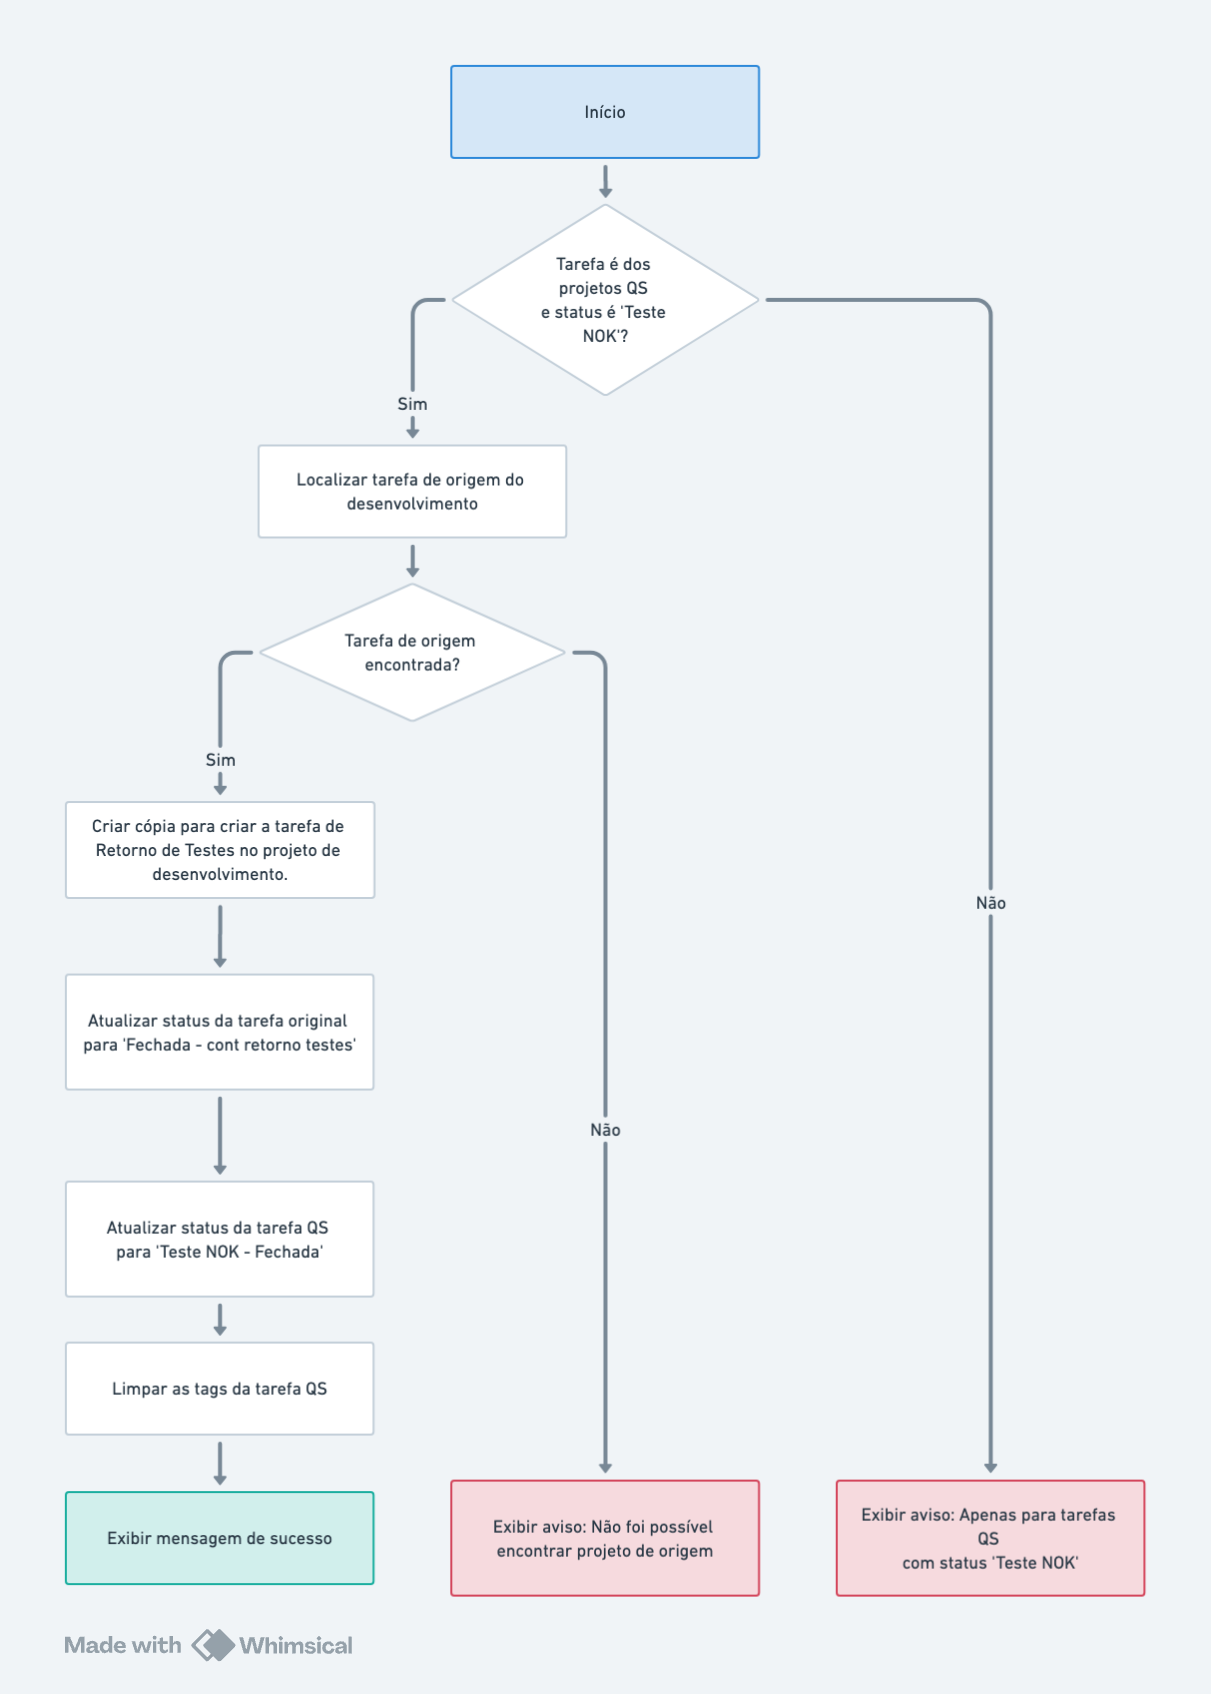 Início
Tarefa é dos
projetos QS
e status é 'Teste
NOK'?
Sim
Localizar tarefa de origem do
desenvolvimento
Tarefa de origem
encontrada?
Sim
Criar cópia para criar a tarefa de
Retorno de Testes no projeto de
desenvolvimento.
Não
Atualizar status da tarefa original
para 'Fechada - cont retorno testes'
Não
Atualizar status da tarefa QS
para 'Teste NOK - Fechada'
Limpar as tags da tarefa QS
Exibir mensagem de sucesso
Exibir aviso: Não foi possível
encontrar projeto de origem
Exibir aviso: Apenas para tarefas
QS
com status 'Teste NOK'
Made with Whimsical